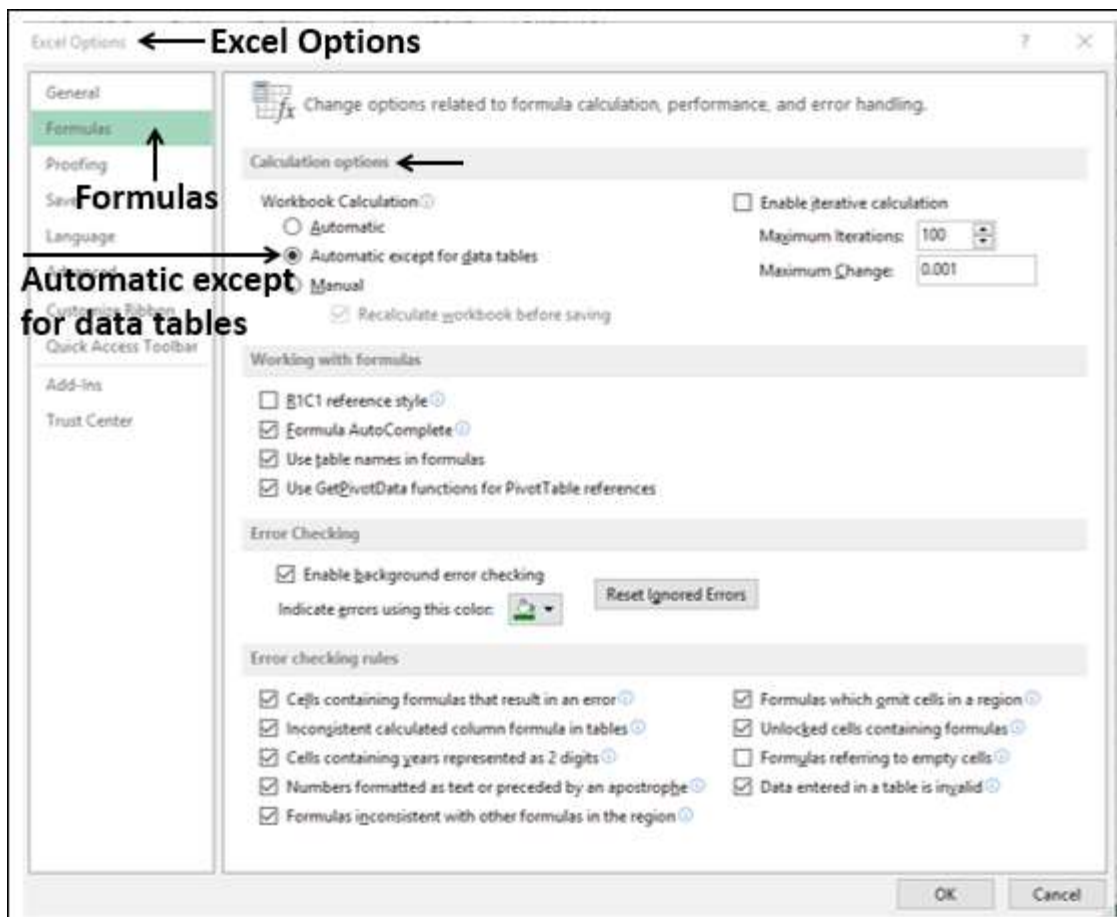 Excel Options
Excel Options
?
General
Formulas
Proofing
Save
Formulas
Language
Advanced
Automatic except
for data tables
Customize Ribbon
Quick Access Toolbar
Add-Ins
Trust Center
Change options related to formula calculation, performance, and error handling.
Calculation options
Workbook Calculation
Automatic
Automatic except for data tables
Manual
Recalculate workbook before saving
Enable iterative calculation
Maximum Iterations: 100
Maximum Change: 0.001
Working with formulas
R1C1 reference style
Formula AutoComplete
Use table names in formulas
Use GetPivotData functions for PivotTable references
Error Checking
Enable background error checking
Indicate errors using this color:
Reset Ignored Errors
Error checking rules
Cells containing formulas that result in an error
Inconsistent calculated column formula in tables
Cells containing years represented as 2 digits
Numbers formatted as text or preceded by an apostrophe
Formulas inconsistent with other formulas in the region
Formulas which omit cells in a region
Unlocked cells containing formulas
Formulas referring to empty cells
Data entered in a table is invalid
OK
Cancel